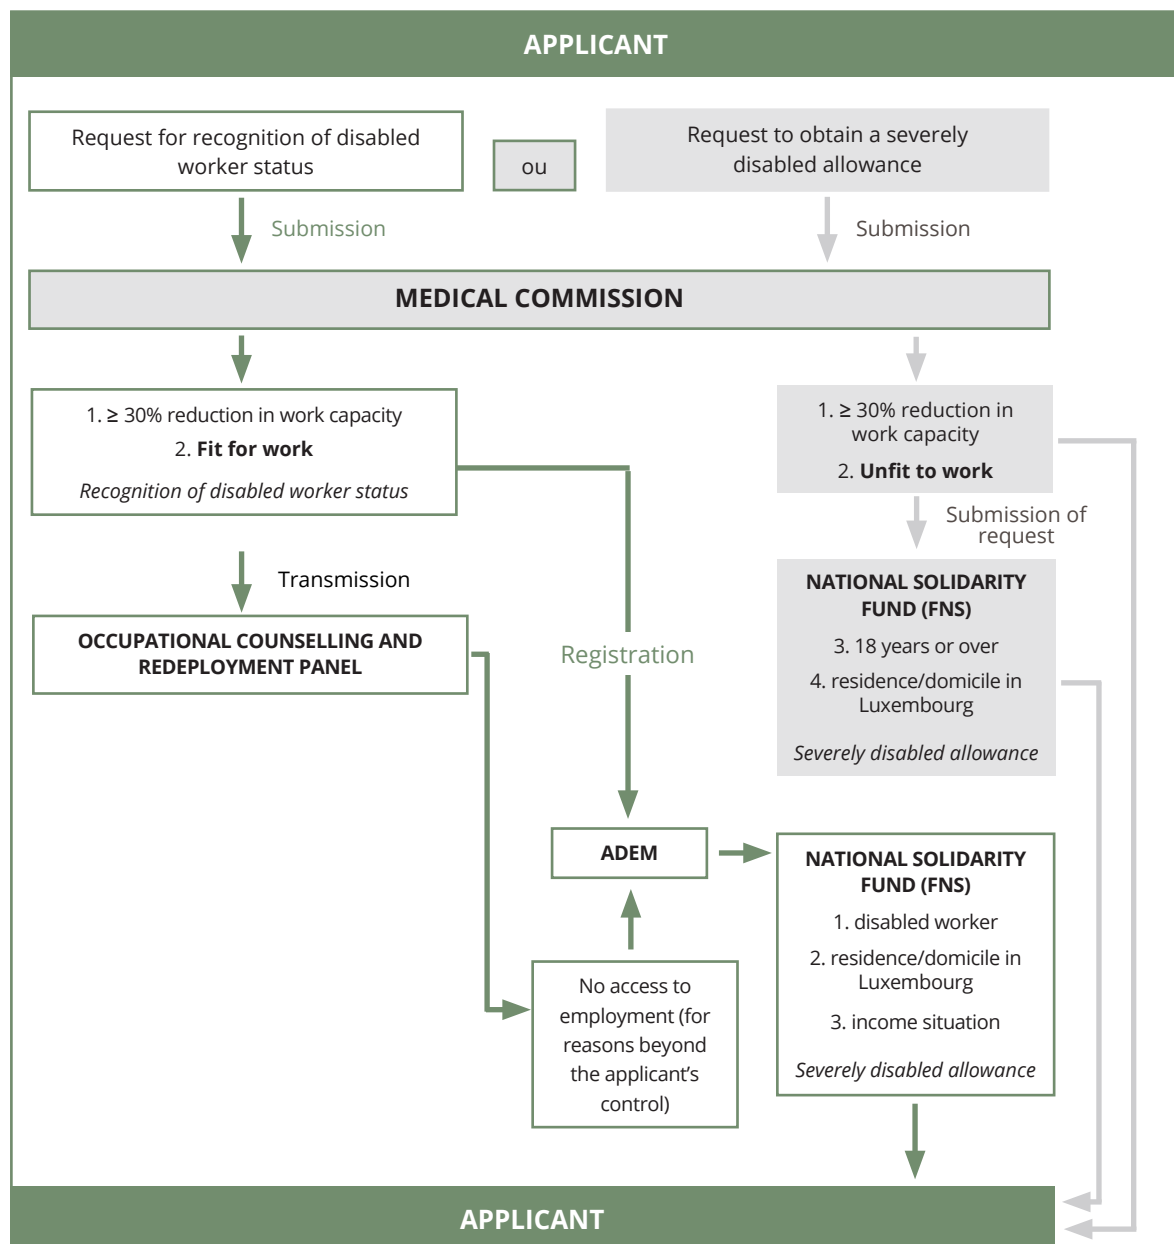 APPLICANT
Request for recognition of disabled
worker status
ou
Request to obtain a severely
disabled allowance
Submission
Submission
MEDICAL COMMISSION
1. ≥ 30% reduction in work capacity
2. Fit for work
Recognition of disabled worker status
1. ≥ 30% reduction in
work capacity
2. Unfit to work
Submission of
request
Transmission
OCCUPATIONAL COUNSELLING AND
REDEPLOYMENT PANEL
Registration
NATIONAL SOLIDARITY
FUND (FNS)
3. 18 years or over
4. residence/domicile in
Luxembourg
Severely disabled allowance
ADEM
NATIONAL SOLIDARITY
FUND (FNS)
1. disabled worker
2. residence/domicile in
Luxembourg
3. income situation
Severely disabled allowance
No access to
employment (for
reasons beyond
the applicant’s
control)
APPLICANT